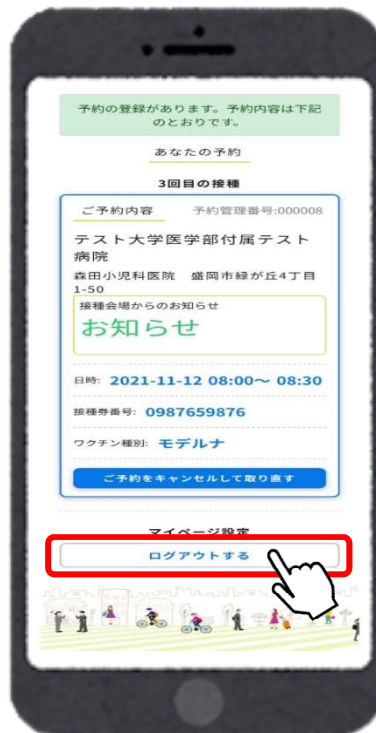 予約の登録があります。予約内容は下記
のとおりです。
あなたの予約
3回目の接種
ご予約内容 予約管理番号:000008
テスト大学医学部付属テスト
病院
森田小児科医院 盛岡市緑が丘4丁目
1-50
接種会場からのお知らせ
お知らせ
日時: 2021-11-12 08:00〜 08:30
接種券番号: 0987659876
ワクチン種別: モデルナ
ご予約をキャンセルして取り直す
マイページ設定
ログアウトする